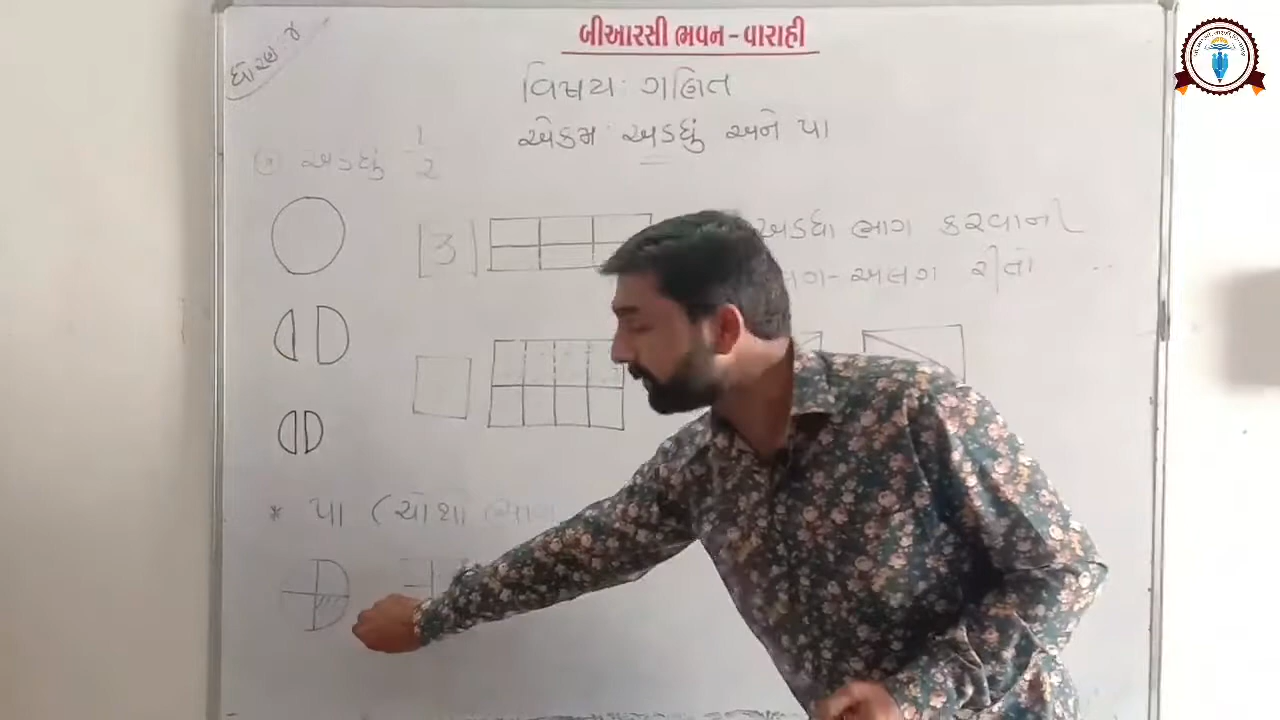 બીઆરસી ભવન - વારાહી
ધોરણ ૪
વિષય : ગણિત
એકમ : અડધું અને પા
અડધું 1/2
[3]
અડધા ભાગ કરવાની
અલગ-અલગ રીતો ..
* પા (ચોથો ભાગ